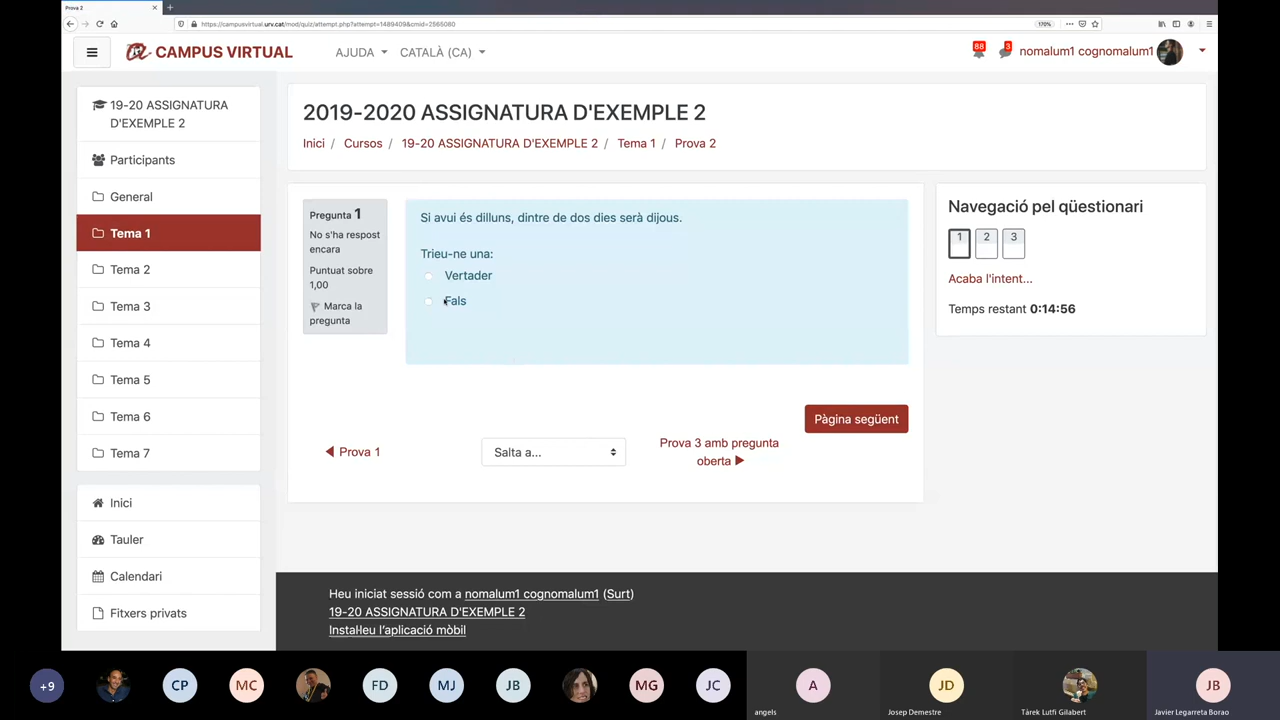 Prova 2
https://campusvirtual.urv.cat/mod/quiz/attempt.php?attempt=1489409&cmid=2565080
170%
CAMPUS VIRTUAL
AJUDA
CATALÀ (CA)
88
3
nomalum1 cognomalum1
19-20 ASSIGNATURA
D'EXEMPLE 2
Participants
General
Tema 1
Tema 2
Tema 3
Tema 4
Tema 5
Tema 6
Tema 7
Inici
Tauler
Calendari
Fitxers privats
2019-2020 ASSIGNATURA D'EXEMPLE 2
Inici / Cursos / 19-20 ASSIGNATURA D'EXEMPLE 2 / Tema 1 / Prova 2
Pregunta 1
No s'ha respost
encara
Puntuat sobre
1,00
Marca la
pregunta
Si avui és dilluns, dintre de dos dies serà dijous.
Trieu-ne una:
Vertader
Fals
Pàgina següent
Prova 1
Salta a...
Prova 3 amb pregunta
oberta
Navegació pel qüestionari
1 2 3
Acaba l'intent...
Temps restant 0:14:56
Heu iniciat sessió com a nomalum1 cognomalum1 (Surt)
19-20 ASSIGNATURA D'EXEMPLE 2
Instal·leu l'aplicació mòbil
+9
CP
MC
FD
MJ
JB
MG
JC
A
angels
JD
Josep Demestre
Tàrek Lutfi Gilabert
JB
Javier Legarreta Borao